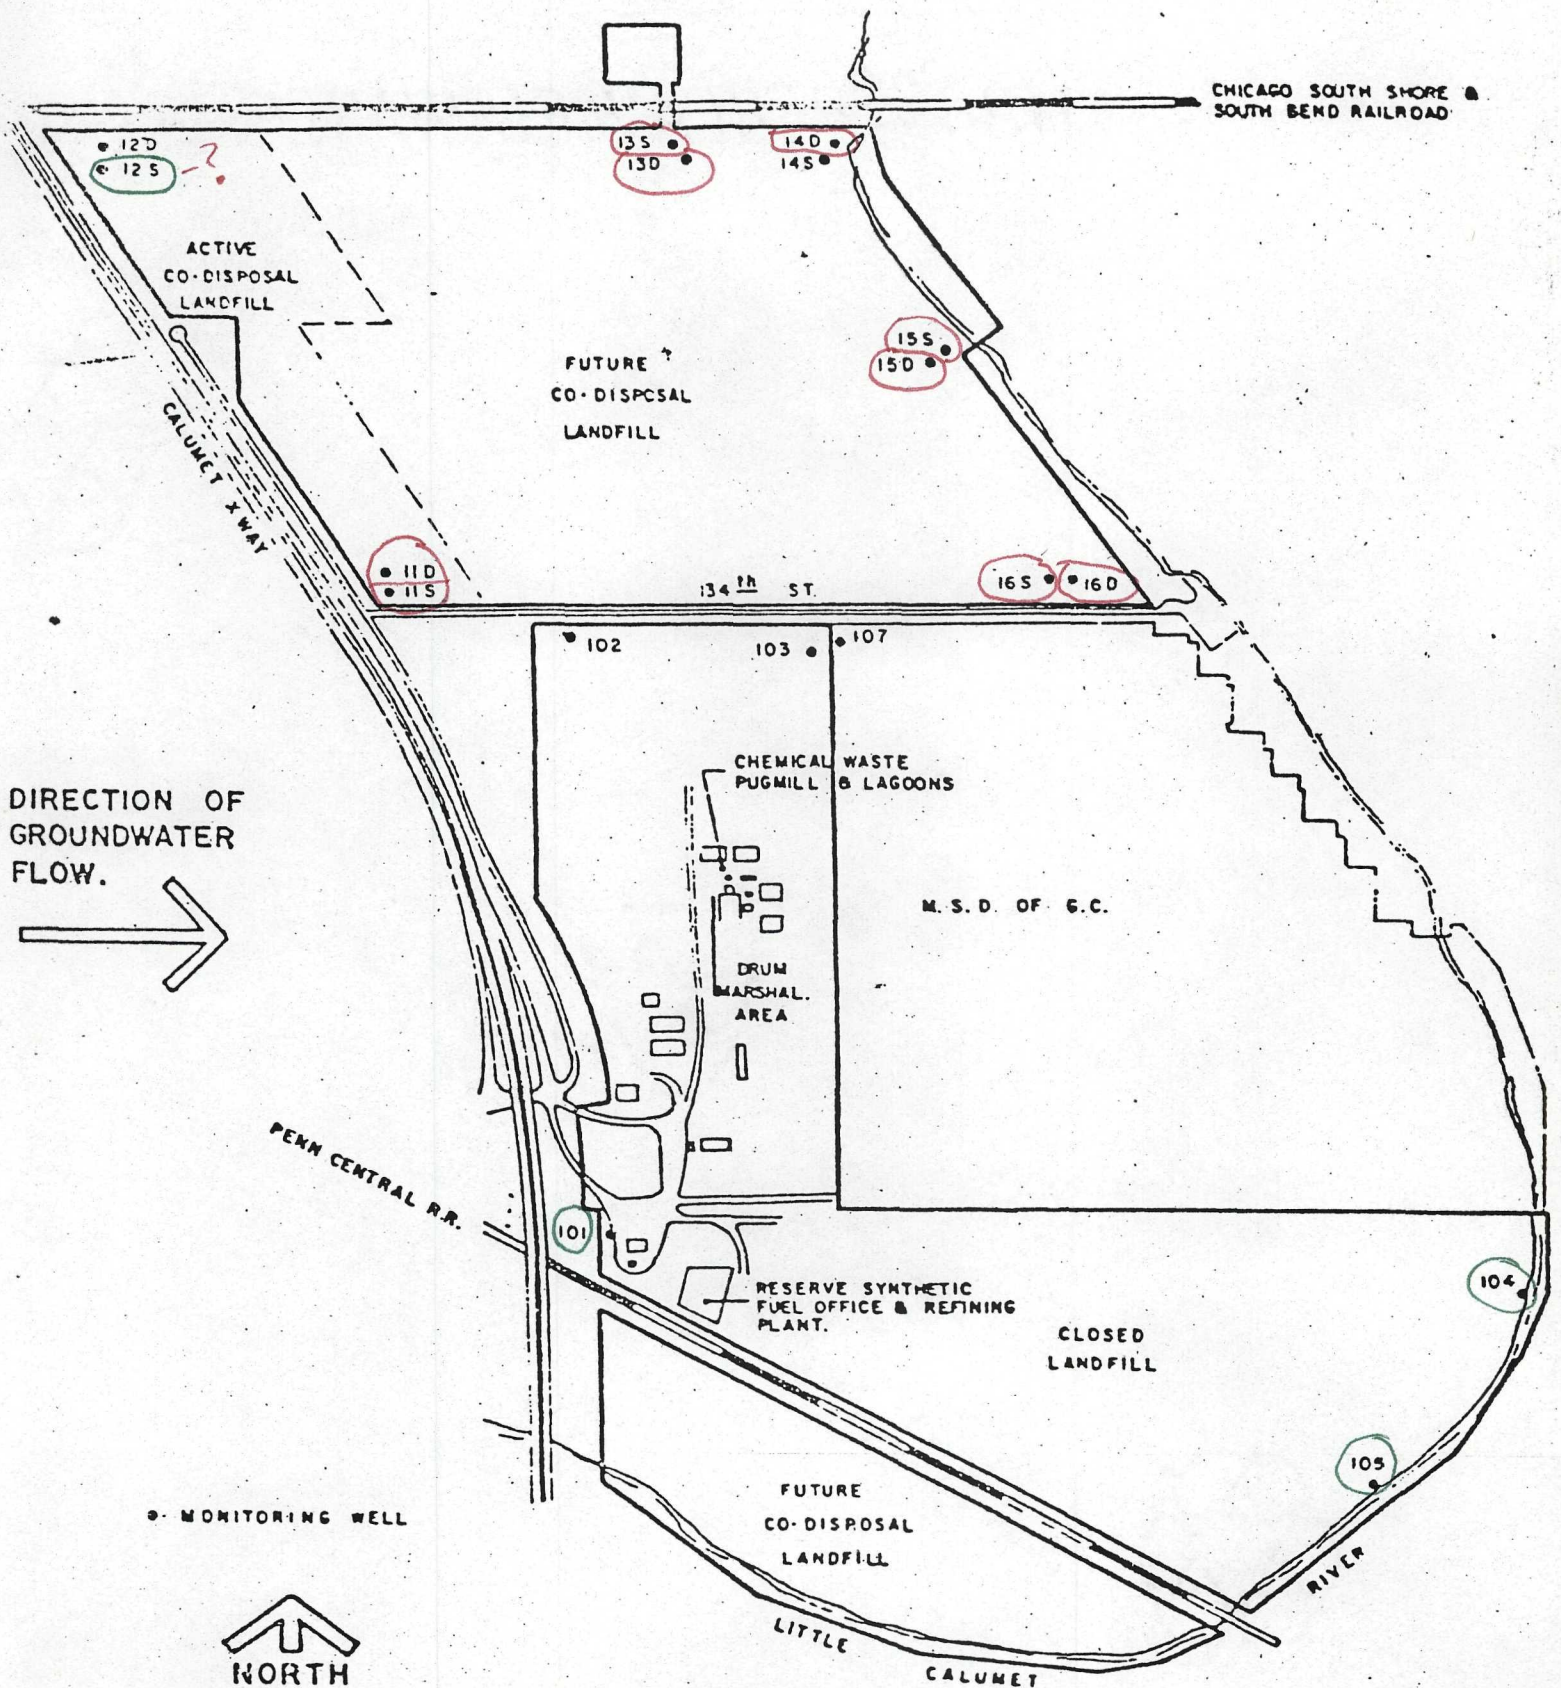 CHICAGO SOUTH SHORE &
SOUTH BEND RAILROAD
12D
12S
-?
13S
13D
14D
14S
ACTIVE
CO-DISPOSAL
LANDFILL
15S
15D
FUTURE
CO-DISPOSAL
LANDFILL
CALUMET XWAY
11D
11S
134th ST.
16S
16D
102
103
107
CHEMICAL WASTE
PUGMILL & LAGOONS
DIRECTION OF
GROUNDWATER
FLOW.
M.S.D. OF G.C.
DRUM
MARSHAL.
AREA
PENN CENTRAL R.R.
101
104
RESERVE SYNTHETIC
FUEL OFFICE & REFINING
PLANT.
CLOSED
LANDFILL
105
FUTURE
CO-DISPOSAL
LANDFILL
MONITORING WELL
LITTLE CALUMET RIVER
NORTH